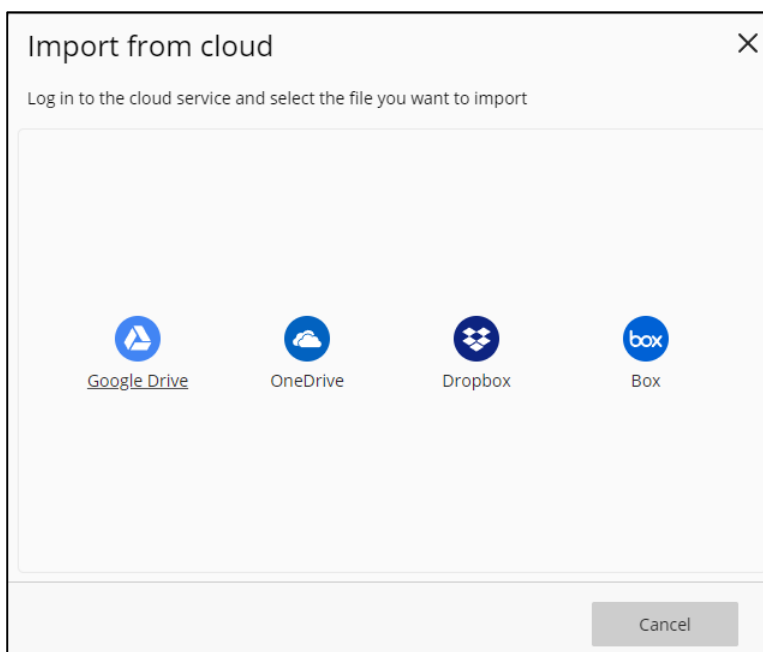 Import from cloud
Log in to the cloud service and select the file you want to import
box
Google Drive OneDrive Dropbox Box
Cancel